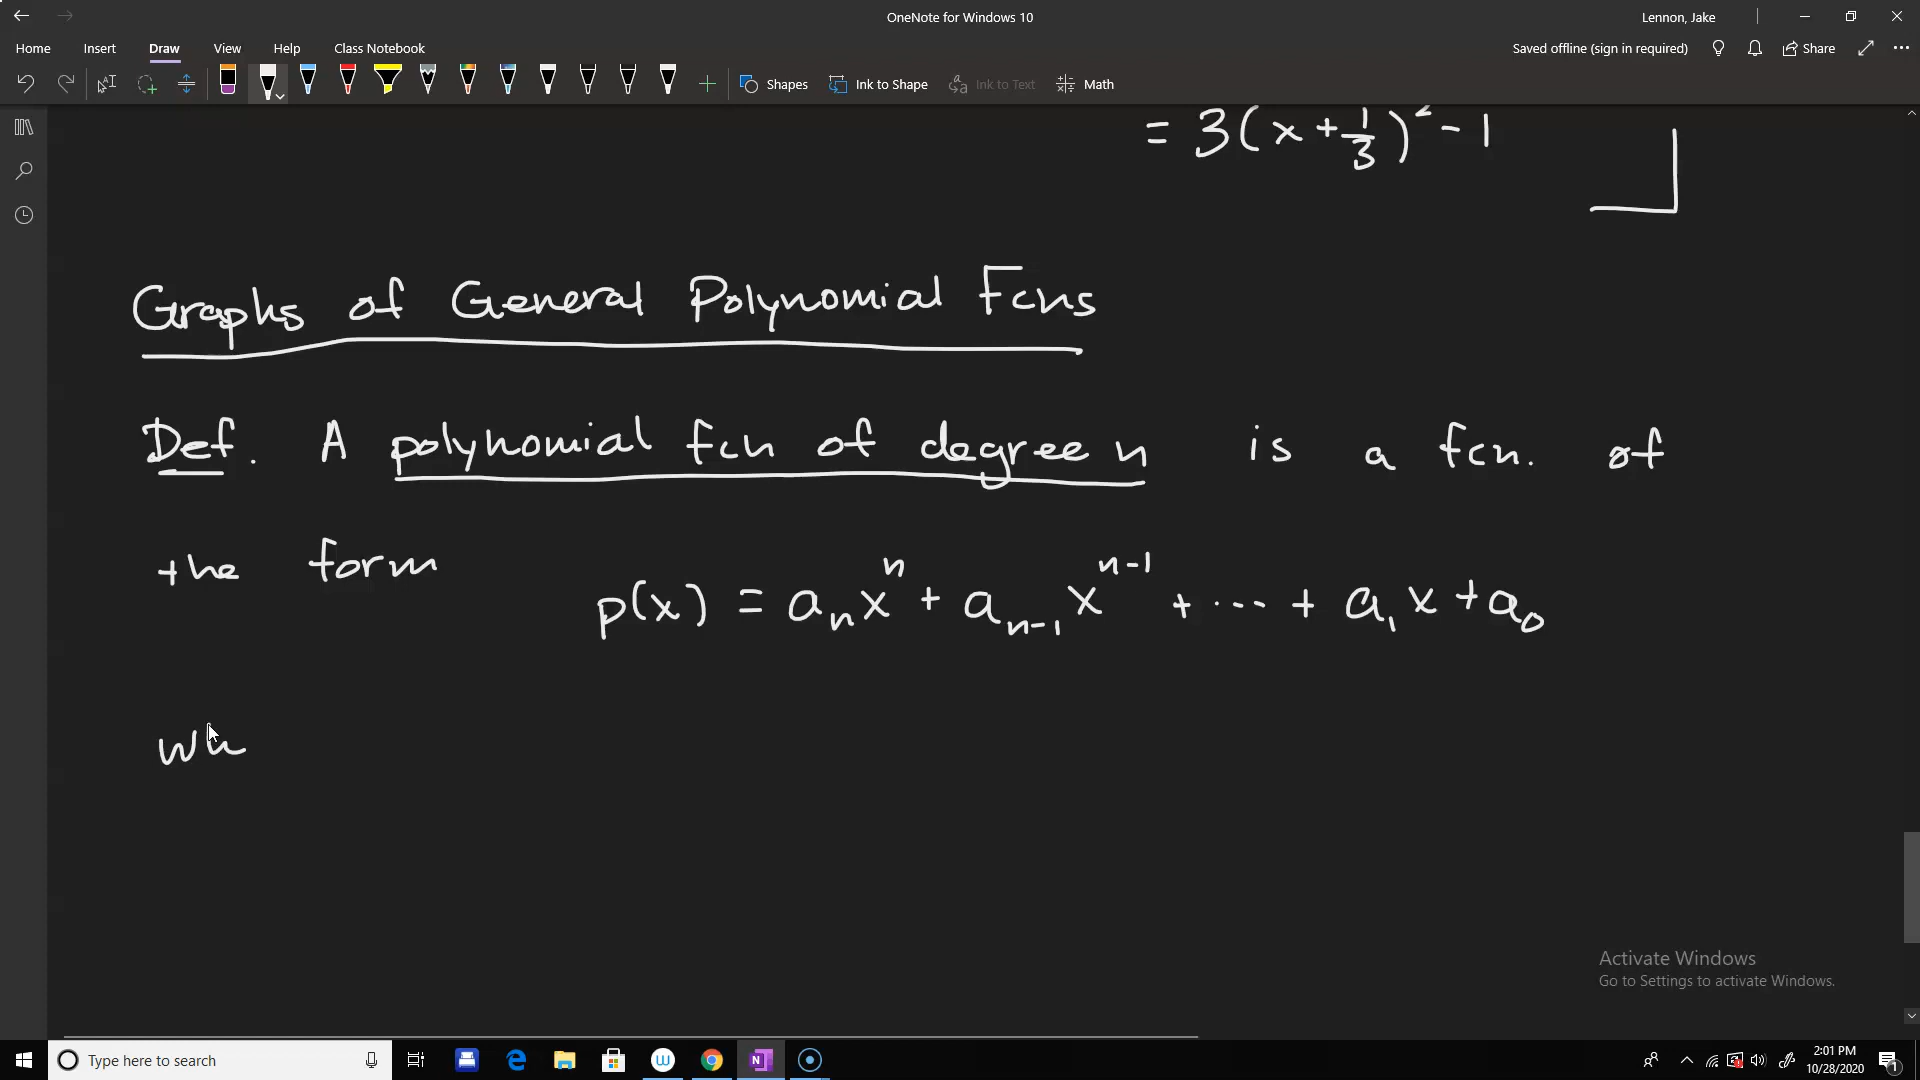 OneNote for Windows 10
Lennon, Jake
Home Insert Draw View Help Class Notebook
Saved offline (sign in required) Share
Shapes Ink to Shape Ink to Text Math
= 3(x+1/3)² - 1
Graphs of General Polynomial Fcns
Def. A polynomial fcn of degree n is a fcn. of
the form
p(x) = aₙxⁿ + aₙ₋₁xⁿ⁻¹ + ··· + a₁x + a₀
wh
Activate Windows
Go to Settings to activate Windows.
Type here to search
2:01 PM
10/28/2020